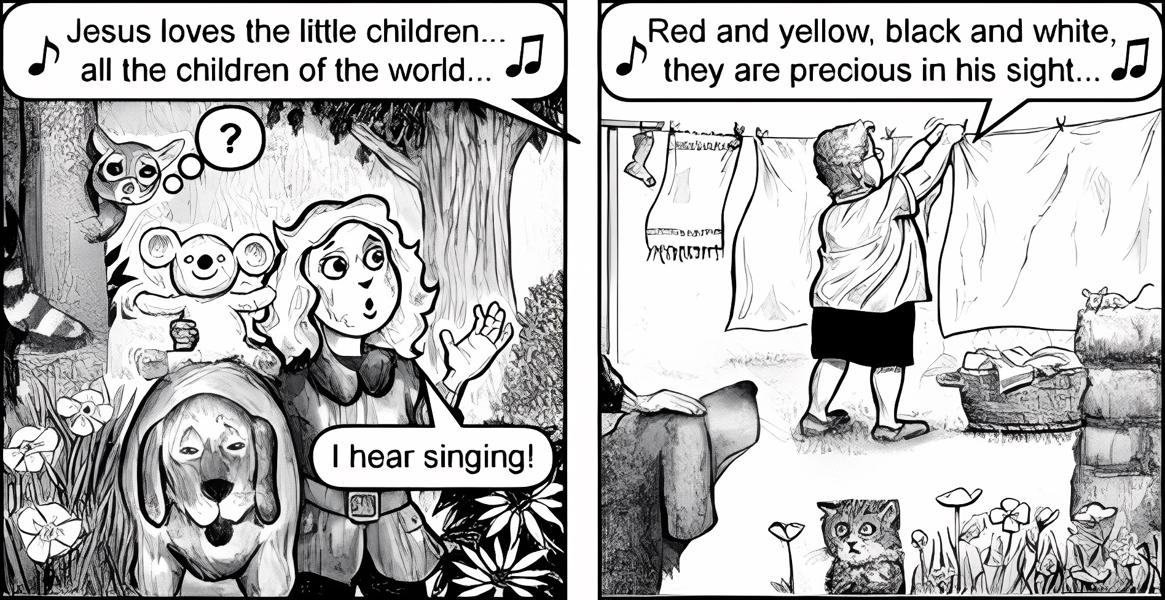 ♪ Jesus loves the little children...
all the children of the world... ♫
?
I hear singing!
♪ Red and yellow, black and white,
they are precious in his sight... ♫